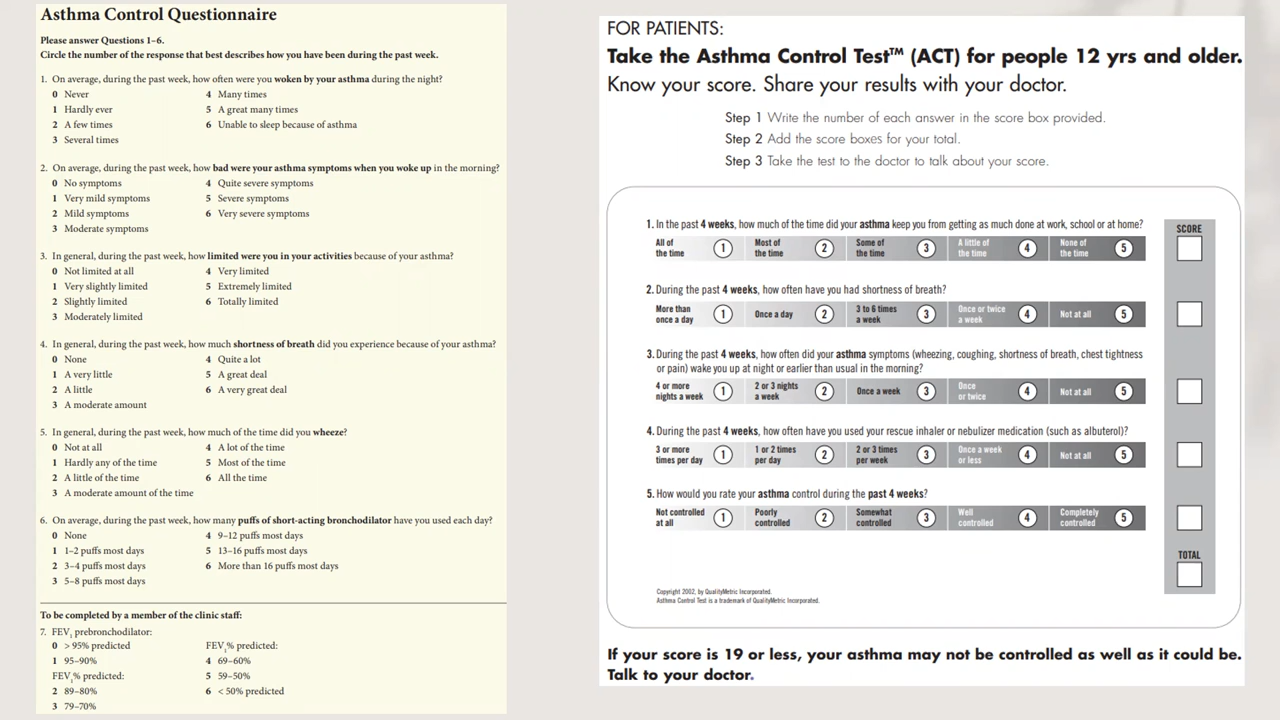 Asthma Control Questionnaire
Please answer Questions 1–6.
Circle the number of the response that best describes how you have been during the past week.
1. On average, during the past week, how often were you woken by your asthma during the night?
0 Never 4 Many times
1 Hardly ever 5 A great many times
2 A few times 6 Unable to sleep because of asthma
3 Several times
2. On average, during the past week, how bad were your asthma symptoms when you woke up in the morning?
0 No symptoms 4 Quite severe symptoms
1 Very mild symptoms 5 Severe symptoms
2 Mild symptoms 6 Very severe symptoms
3 Moderate symptoms
3. In general, during the past week, how limited were you in your activities because of your asthma?
0 Not limited at all 4 Very limited
1 Very slightly limited 5 Extremely limited
2 Slightly limited 6 Totally limited
3 Moderately limited
4. In general, during the past week, how much shortness of breath did you experience because of your asthma?
0 None 4 Quite a lot
1 A very little 5 A great deal
2 A little 6 A very great deal
3 A moderate amount
5. In general, during the past week, how much of the time did you wheeze?
0 Not at all 4 A lot of the time
1 Hardly any of the time 5 Most of the time
2 A little of the time 6 All the time
3 A moderate amount of the time
6. On average, during the past week, how many puffs of short-acting bronchodilator have you used each day?
0 None 4 9–12 puffs most days
1 1–2 puffs most days 5 13–16 puffs most days
2 3–4 puffs most days 6 More than 16 puffs most days
3 5–8 puffs most days
To be completed by a member of the clinic staff:
7. FEV₁ prebronchodilator:
0 > 95% predicted FEV₁% predicted:
1 95–90% 4 69–60%
FEV₁% predicted: 5 59–50%
2 89–80% 6 < 50% predicted
3 79–70%
FOR PATIENTS:
Take the Asthma Control Test™ (ACT) for people 12 yrs and older.
Know your score. Share your results with your doctor.
Step 1 Write the number of each answer in the score box provided.
Step 2 Add the score boxes for your total.
Step 3 Take the test to the doctor to talk about your score.
1. In the past 4 weeks, how much of the time did your asthma keep you from getting as much done at work, school or at home?
SCORE
All of the time 1 Most of the time 2 Some of the time 3 A little of the time 4 None of the time 5
2. During the past 4 weeks, how often have you had shortness of breath?
More than once a day 1 Once a day 2 3 to 6 times a week 3 Once or twice a week 4 Not at all 5
3. During the past 4 weeks, how often did your asthma symptoms (wheezing, coughing, shortness of breath, chest tightness
or pain) wake you up at night or earlier than usual in the morning?
4 or more nights a week 1 2 or 3 nights a week 2 Once a week 3 Once or twice 4 Not at all 5
4. During the past 4 weeks, how often have you used your rescue inhaler or nebulizer medication (such as albuterol)?
3 or more times per day 1 1 or 2 times per day 2 2 or 3 times per week 3 Once a week or less 4 Not at all 5
5. How would you rate your asthma control during the past 4 weeks?
Not controlled at all 1 Poorly controlled 2 Somewhat controlled 3 Well controlled 4 Completely controlled 5
TOTAL
Copyright 2002, by QualityMetric Incorporated.
Asthma Control Test is a trademark of QualityMetric Incorporated.
If your score is 19 or less, your asthma may not be controlled as well as it could be.
Talk to your doctor.